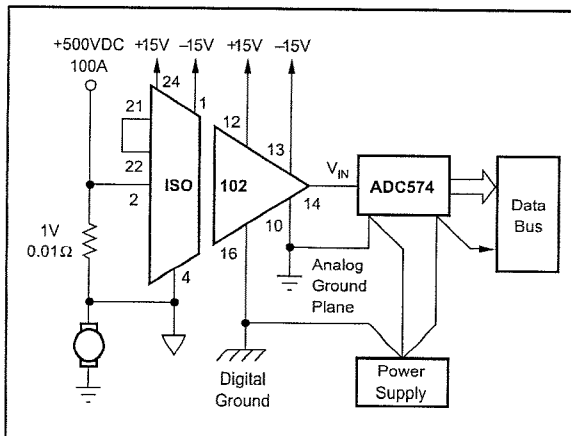 +500VDC
100A
+15V
–15V
+15V
–15V
24
1
21
22
2
ISO
12
13
102
14
V_IN
ADC574
Data
Bus
1V
0.01Ω
4
16
10
Analog
Ground
Plane
Digital
Ground
Power
Supply